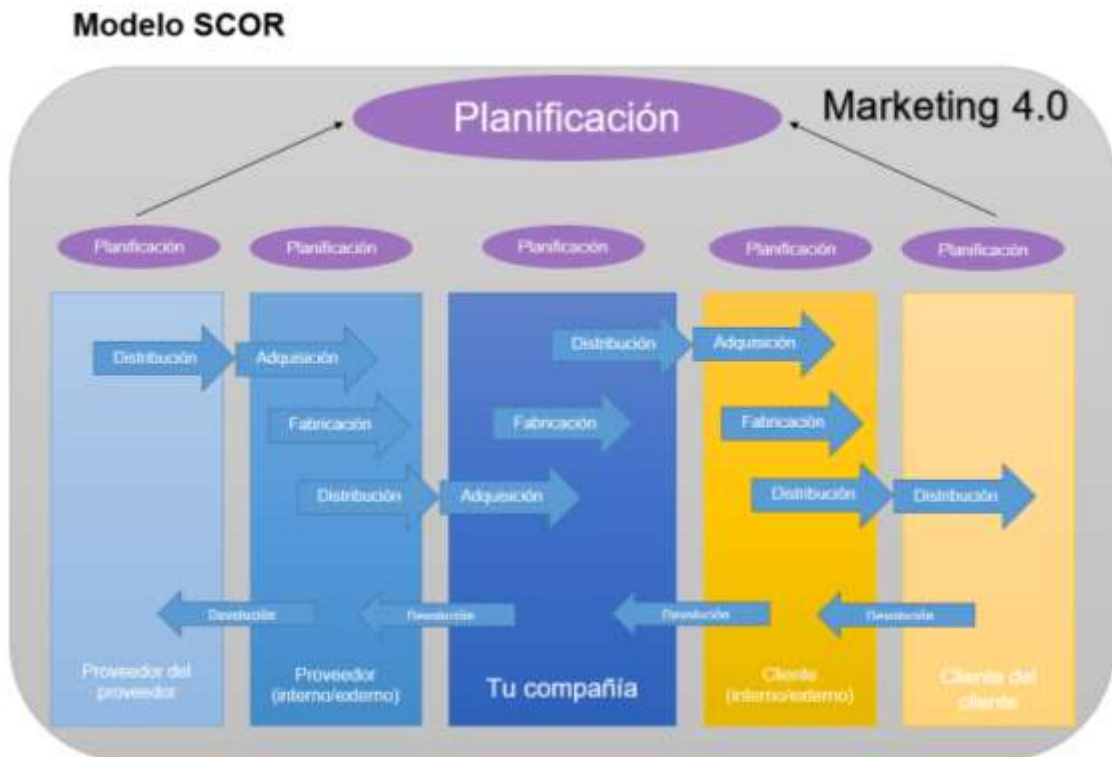 Modelo SCOR
Planificación
Marketing 4.0
Planificación
Planificación
Planificación
Planificación
Planificación
Distribución
Adquisición
Distribución
Adquisición
Fabricación
Fabricación
Fabricación
Distribución
Adquisición
Distribución
Distribución
Devolución
Devolución
Devolución
Devolución
Proveedor del
proveedor
Proveedor
(interno/externo)
Tu compañía
Cliente
(interno/externo)
Cliente del
cliente